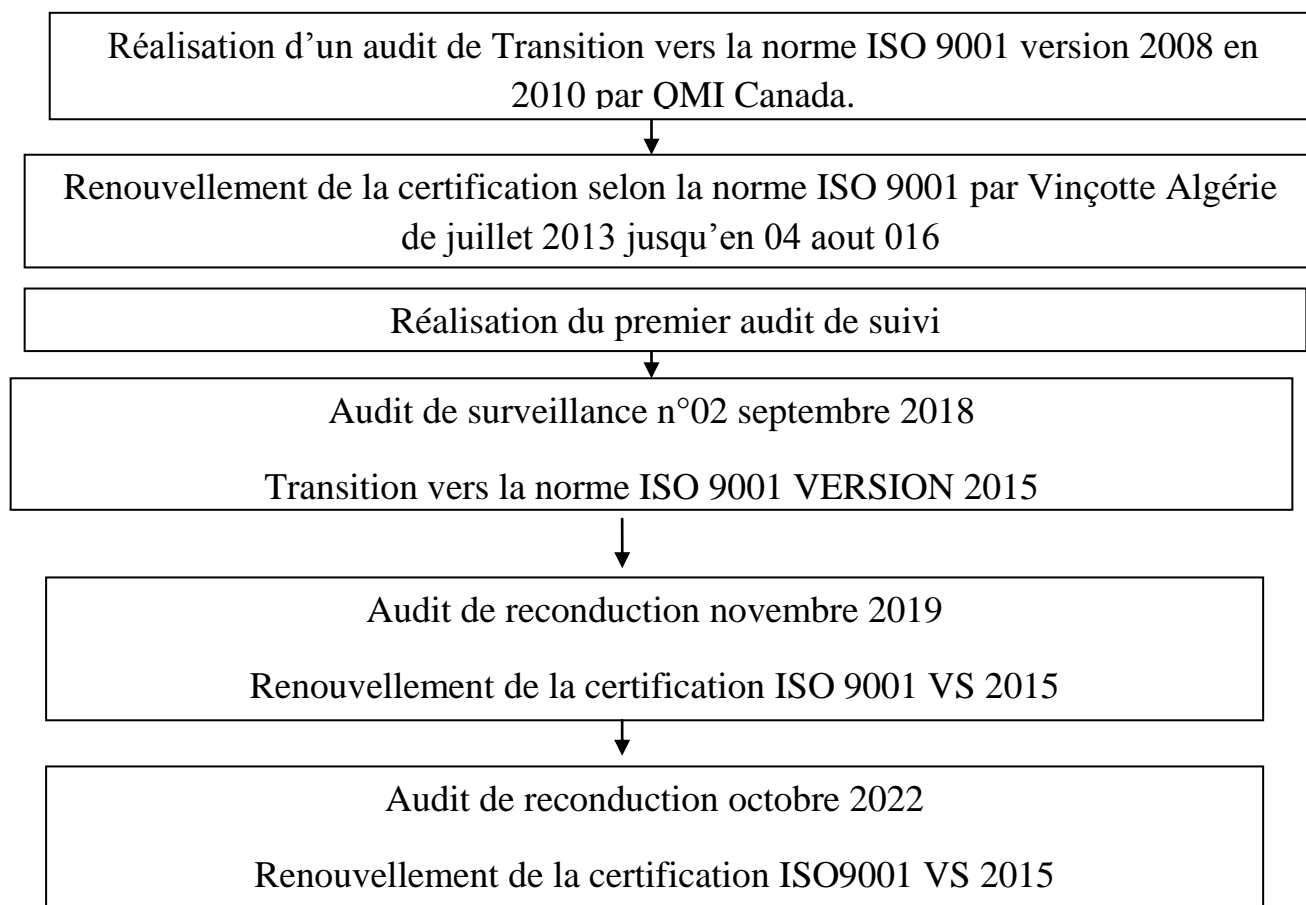 Réalisation d’un audit de Transition vers la norme ISO 9001 version 2008 en
2010 par QMI Canada.
Renouvellement de la certification selon la norme ISO 9001 par Vinçotte Algérie
de juillet 2013 jusqu’en 04 aout 016
Réalisation du premier audit de suivi
Audit de surveillance n°02 septembre 2018
Transition vers la norme ISO 9001 VERSION 2015
Audit de reconduction novembre 2019
Renouvellement de la certification ISO 9001 VS 2015
Audit de reconduction octobre 2022
Renouvellement de la certification ISO9001 VS 2015